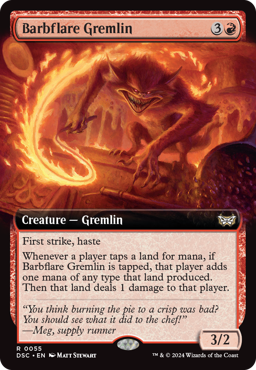 Barbflare Gremlin 3
Creature — Gremlin
First strike, haste
Whenever a player taps a land for mana, if
Barbflare Gremlin is tapped, that player adds
one mana of any type that land produced.
Then that land deals 1 damage to that player.
“You think burning the pie to a crisp was bad?
You should see what it did to the chef!”
—Meg, supply runner
3/2
R 0055
DSC • EN MATT STEWART
™ & © 2024 Wizards of the Coast